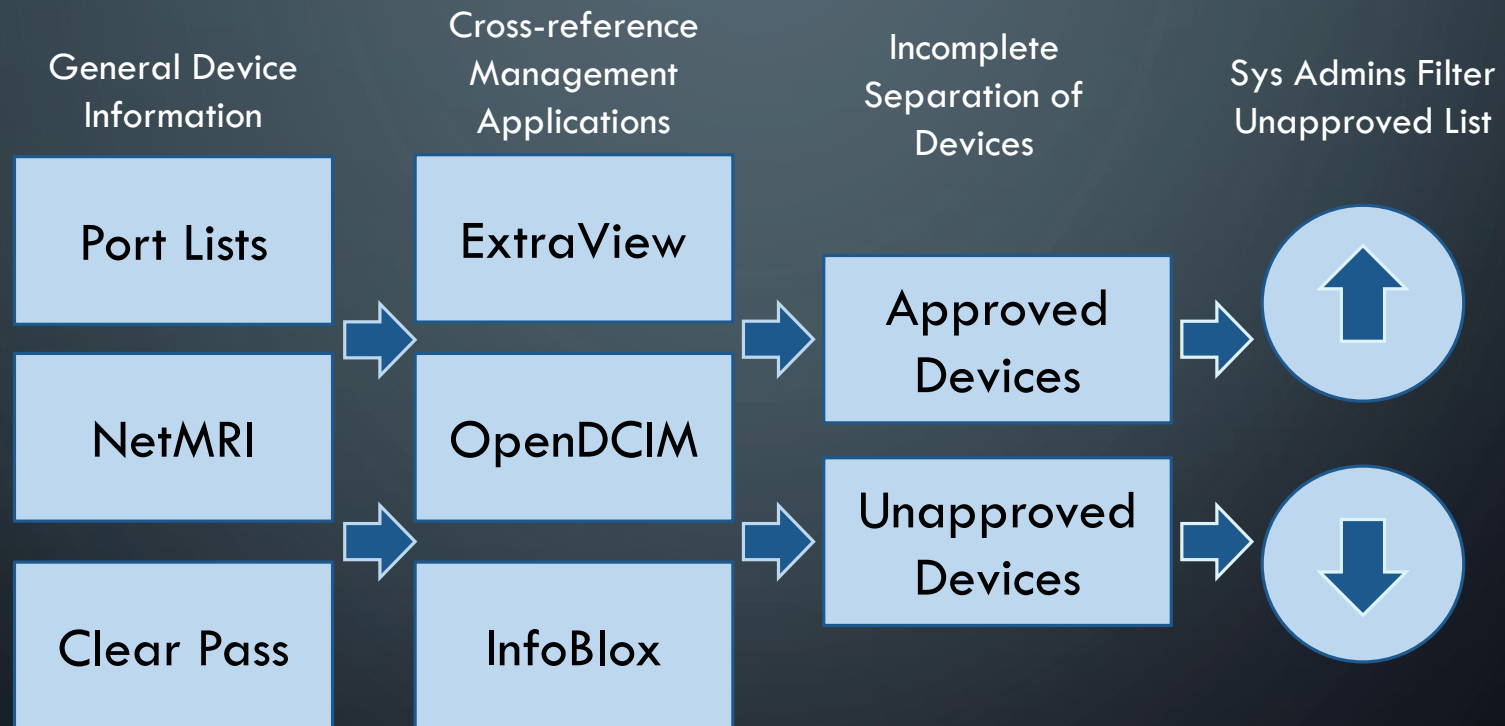 General Device
Information
Port Lists
NetMRI
Clear Pass
Cross-reference
Management
Applications
ExtraView
OpenDCIM
InfoBlox
Incomplete
Separation of
Devices
Approved
Devices
Unapproved
Devices
Sys Admins Filter
Unapproved List